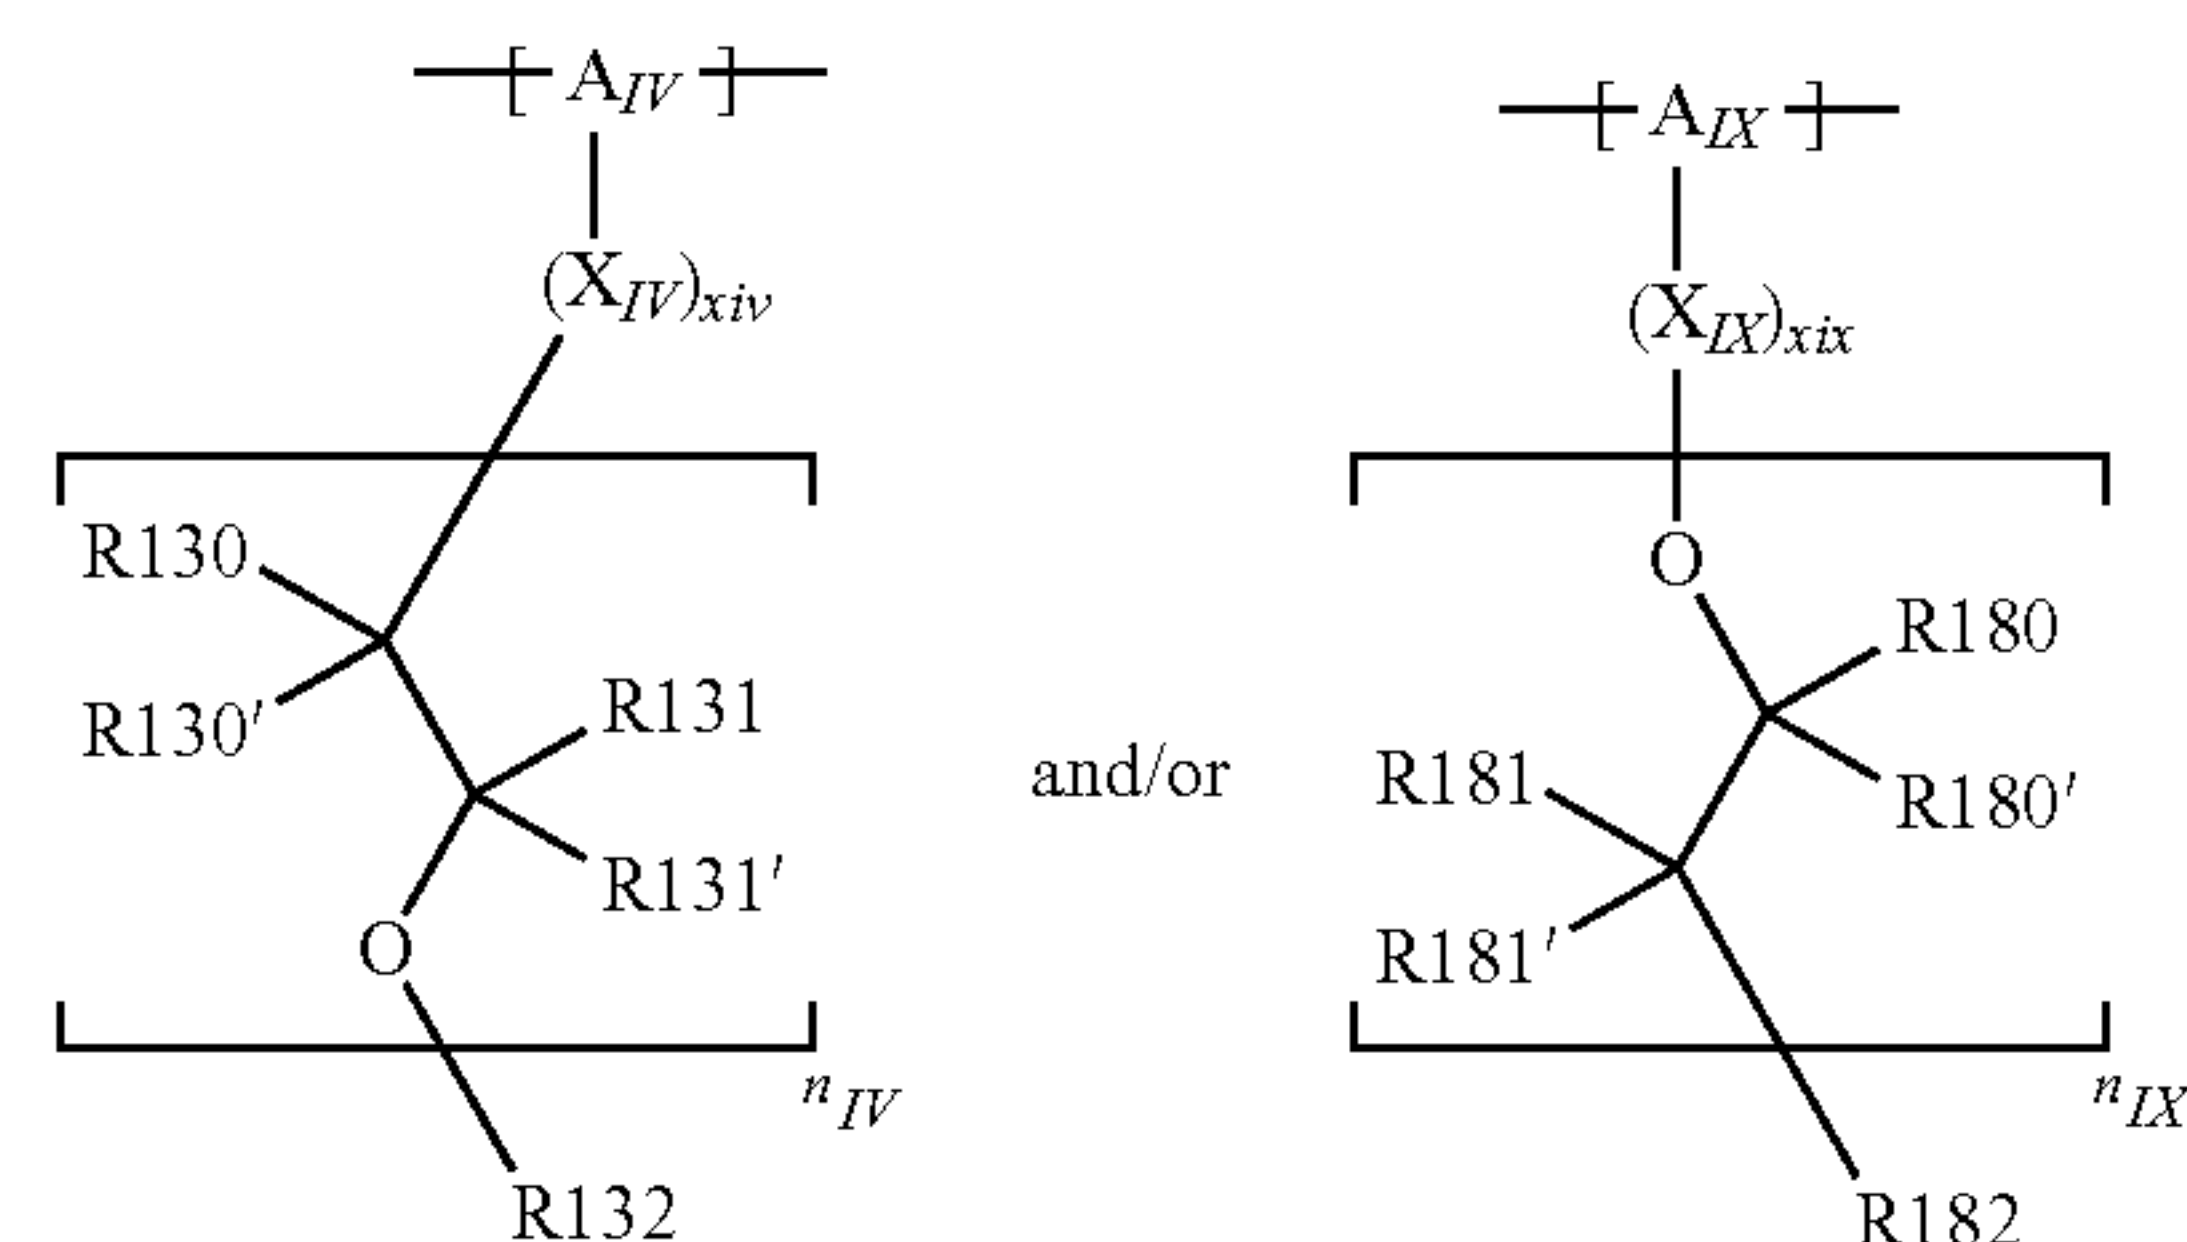 [ A_IV ]
[ A_IX ]
(X_IV)_xiv
(X_IX)_xix
R130
O
R180
R130'
R131
and/or
R181
R180'
R131'
O
R181'
n_IV
n_IX
R132
R182